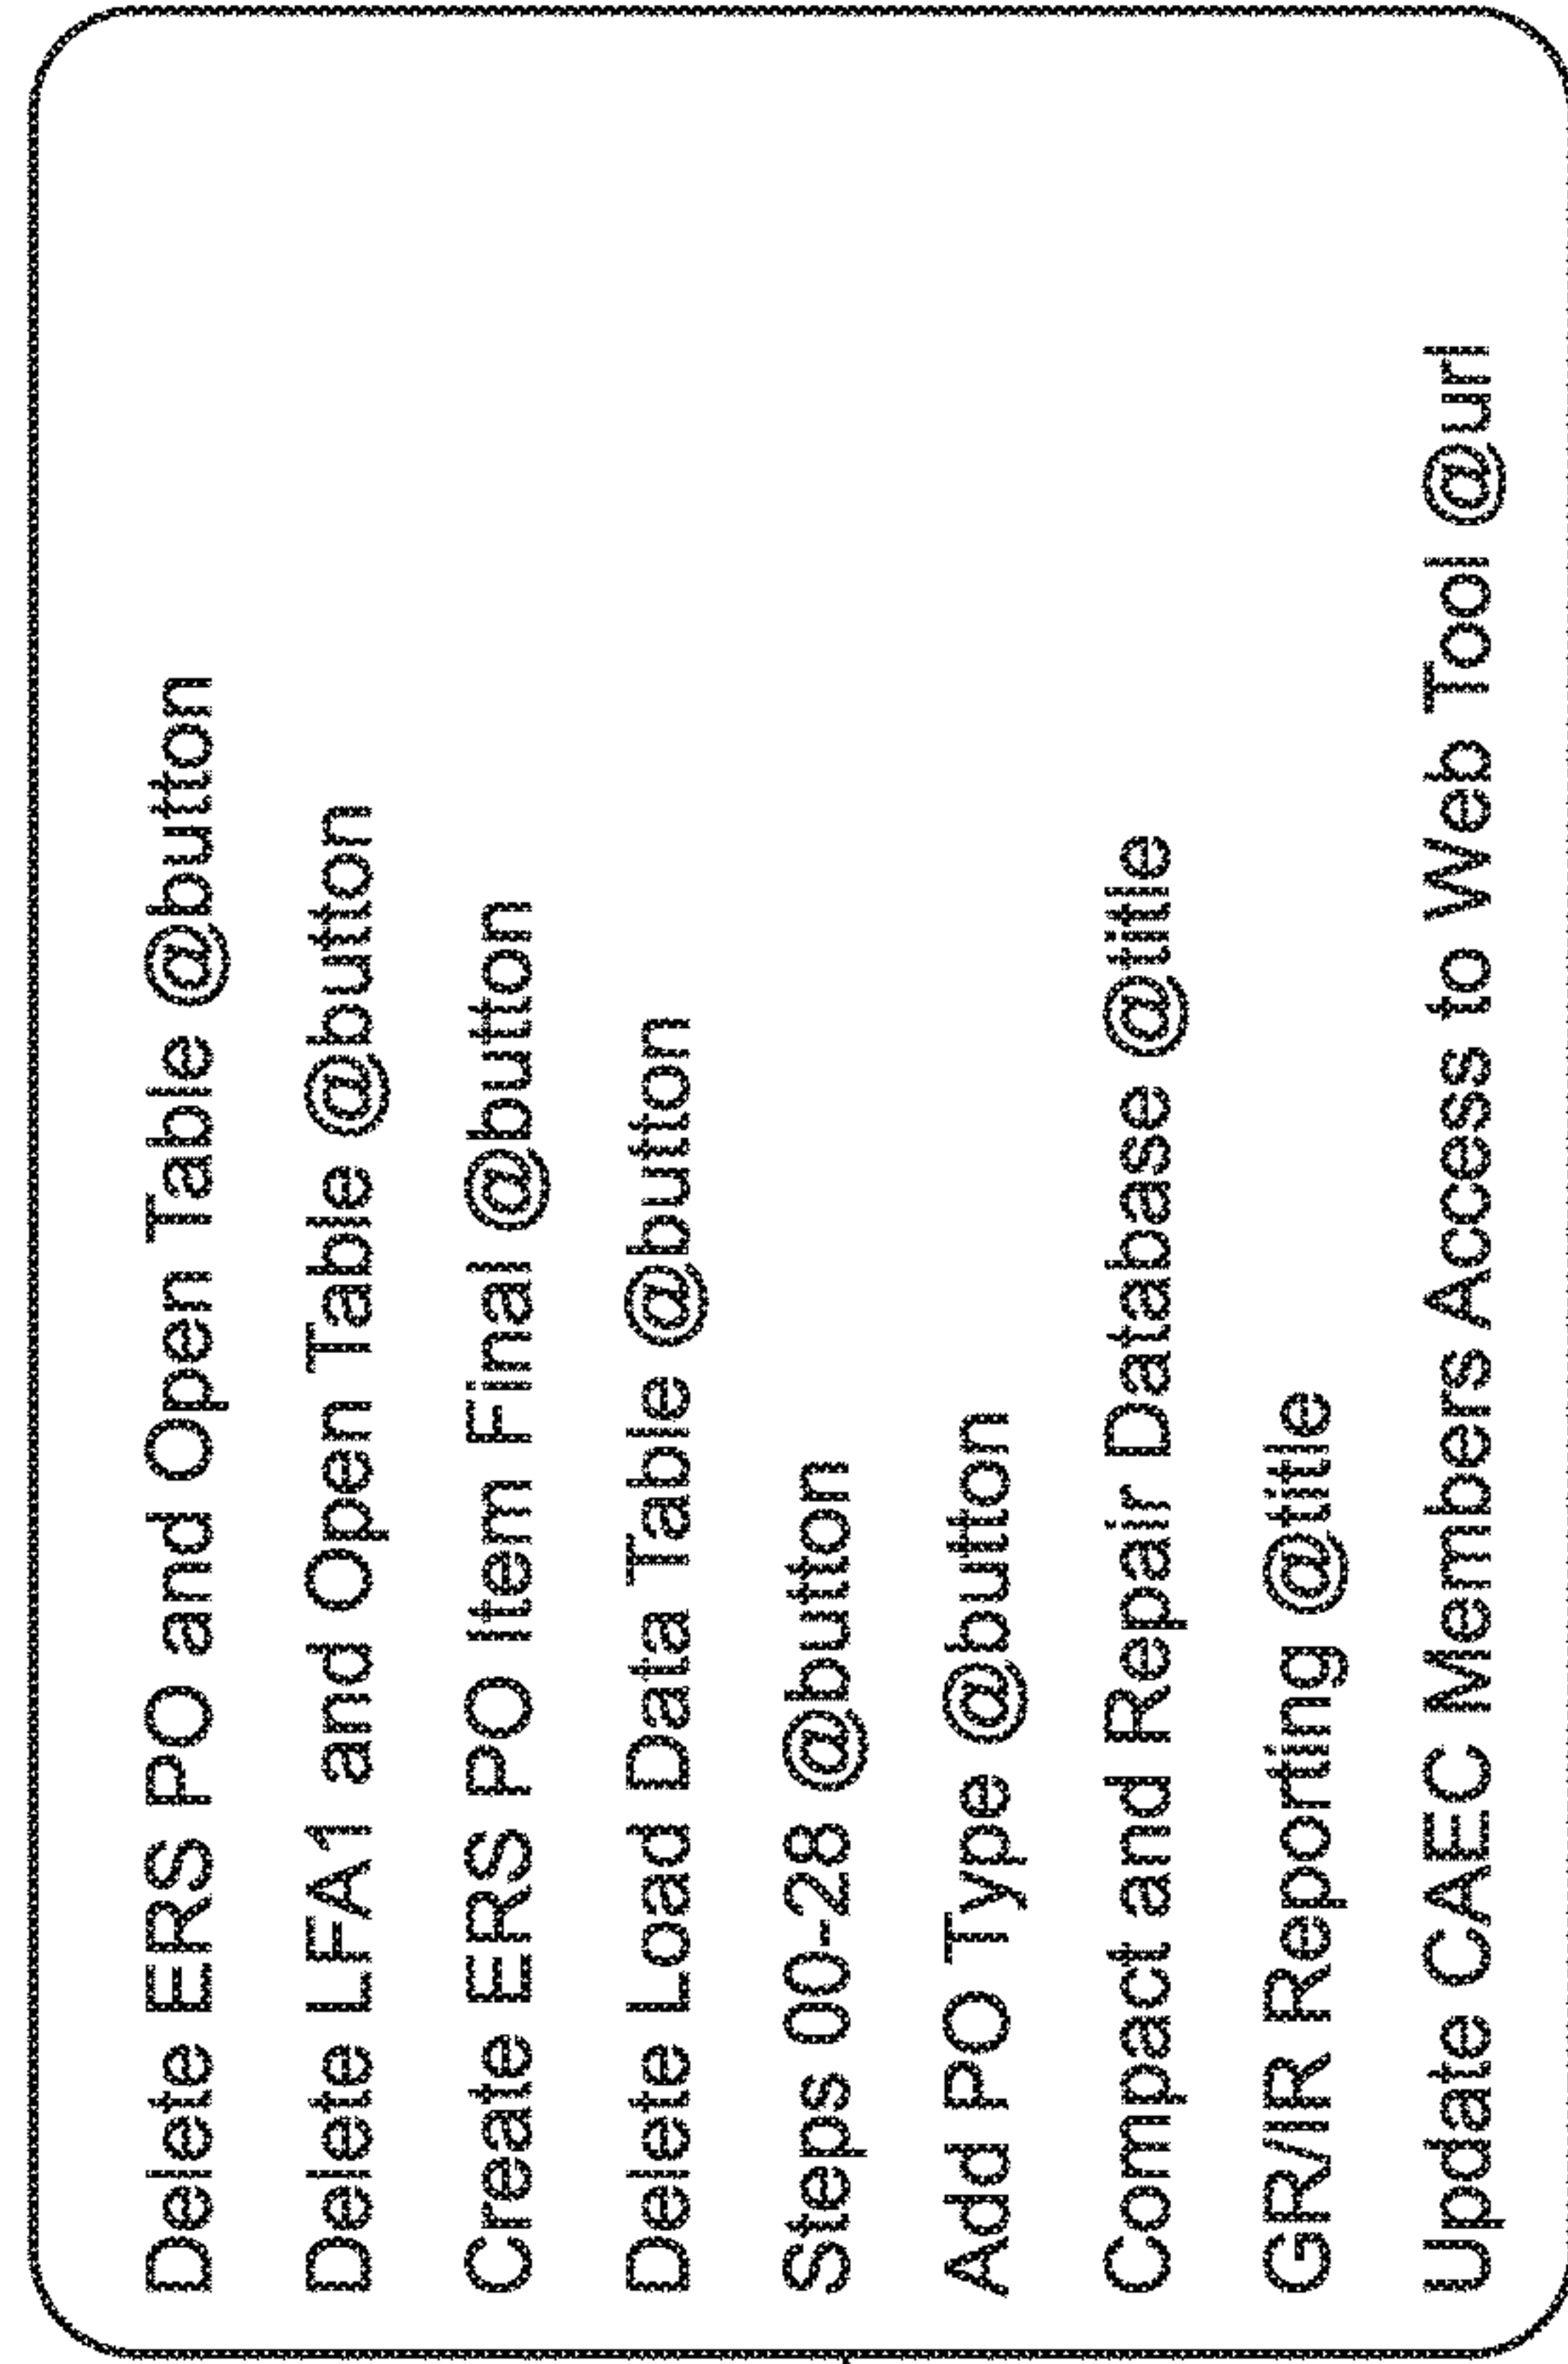 Delete ERS PO and Open Table @button
Delete LFA1 and Open Table @button
Create ERS PO Item Final @button
Delete Load Data Table @button
Steps 00-28 @button
Add PO Type @button
Compact and Repair Database @title
GR/IR Reporting @title
Update CAEC Members Access to Web Tool @url